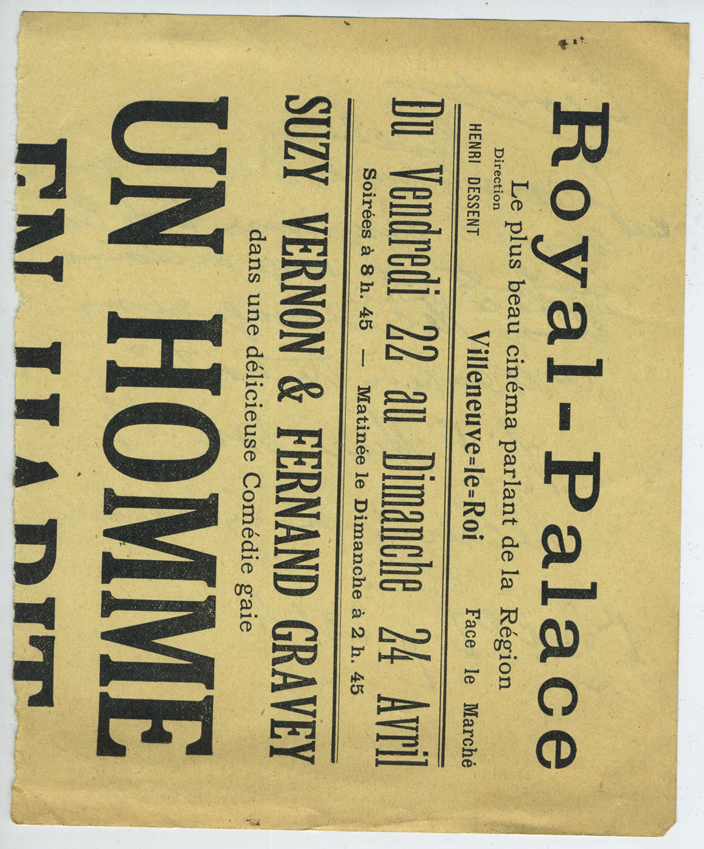 Royal-Palace
Le plus beau cinéma parlant de la Région
Direction
HENRI DESSENT Villeneuve=le=Roi Face le Marché
Du Vendredi 22 au Dimanche 24 Avril
Soirées à 8 h. 45 — Matinée le Dimanche à 2 h. 45
SUZY VERNON & FERNAND GRAVEY
dans une délicieuse Comédie gaie
UN HOMME
EN HABIT